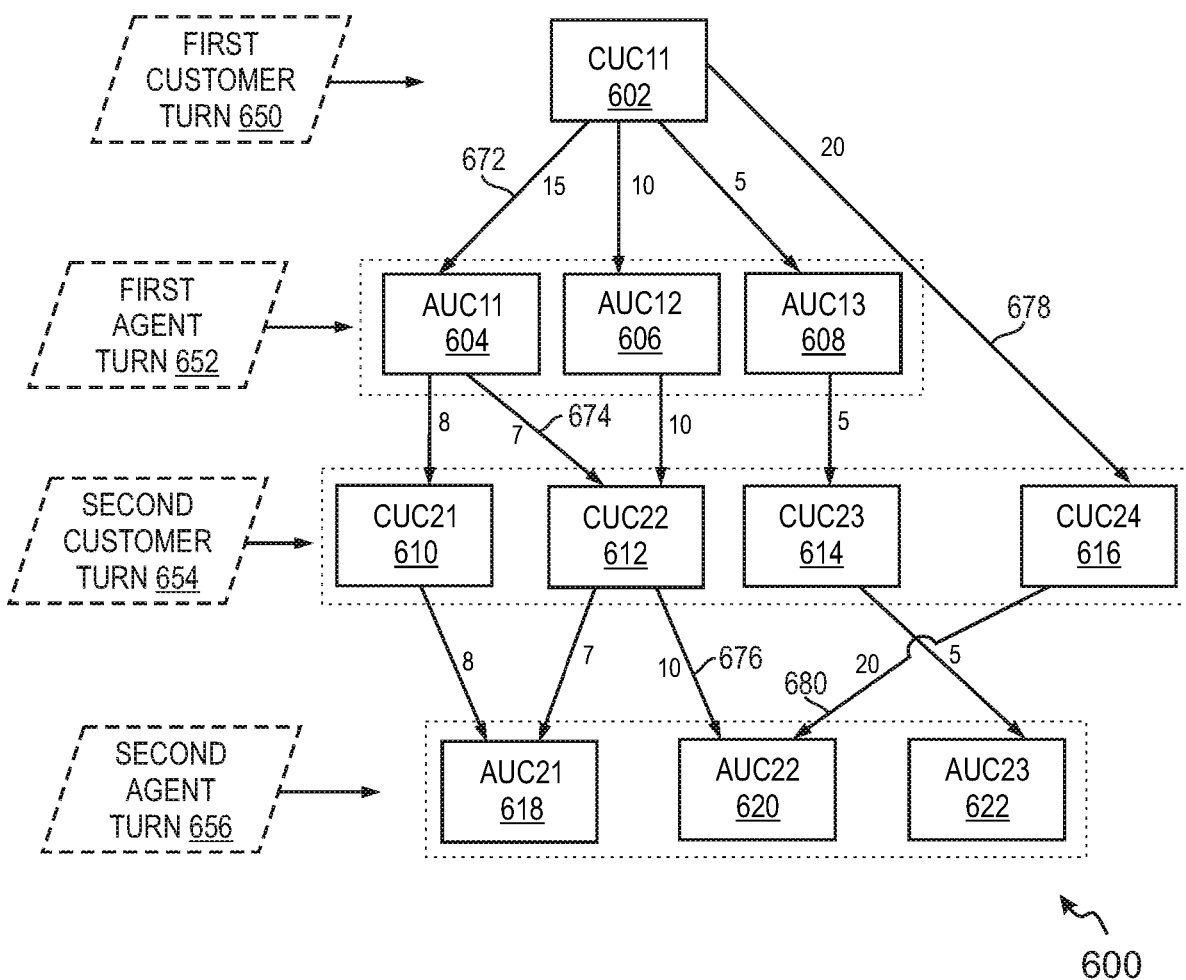 FIRST
CUSTOMER
TURN 650
CUC11
602
20
672
15
10
5
FIRST
AGENT
TURN 652
AUC11
604
AUC12
606
AUC13
608
678
8
7
674
10
5
SECOND
CUSTOMER
TURN 654
CUC21
610
CUC22
612
CUC23
614
CUC24
616
8
7
10
676
20
5
680
SECOND
AGENT
TURN 656
AUC21
618
AUC22
620
AUC23
622
600